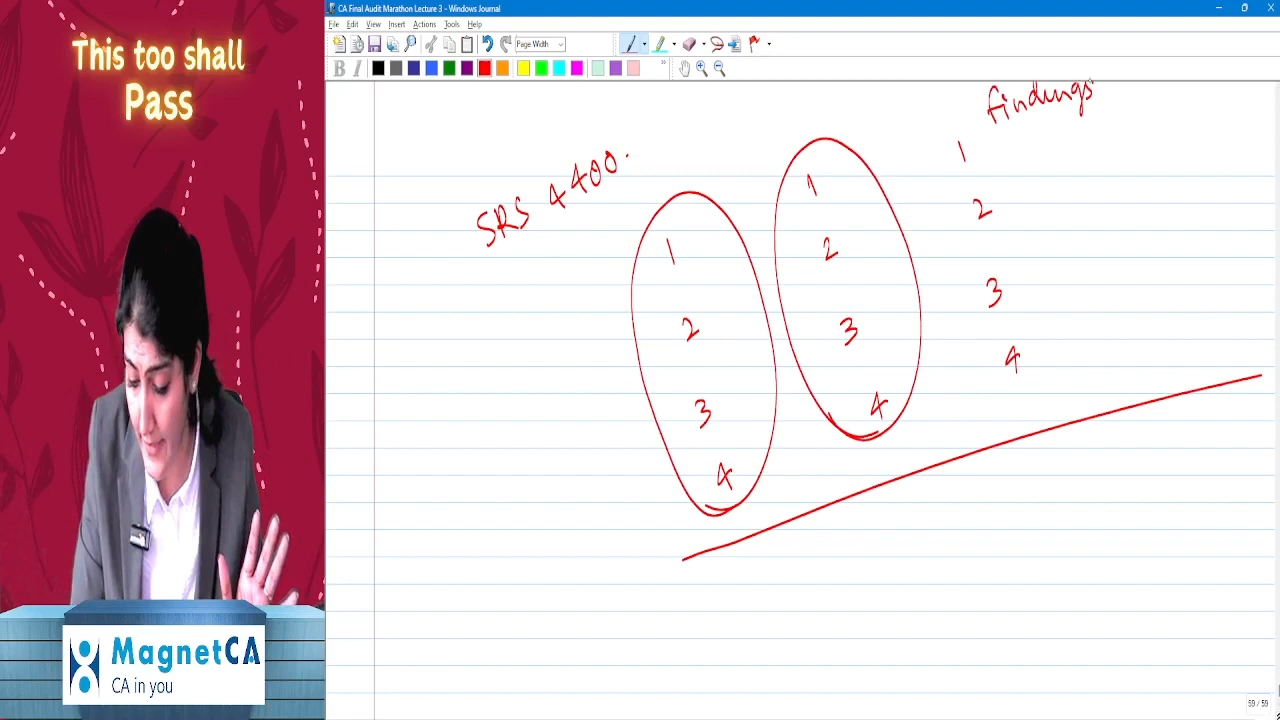 This too shall
Pass
CA Final Audit Marathon Lecture 3 - Windows Journal
File Edit View Insert Actions Tools Help
Page Width
B I
findings
SRS 4400.
1
2
3
4
1
2
3
4
1
2
3
4
MagnetCA
CA in you
59 / 59